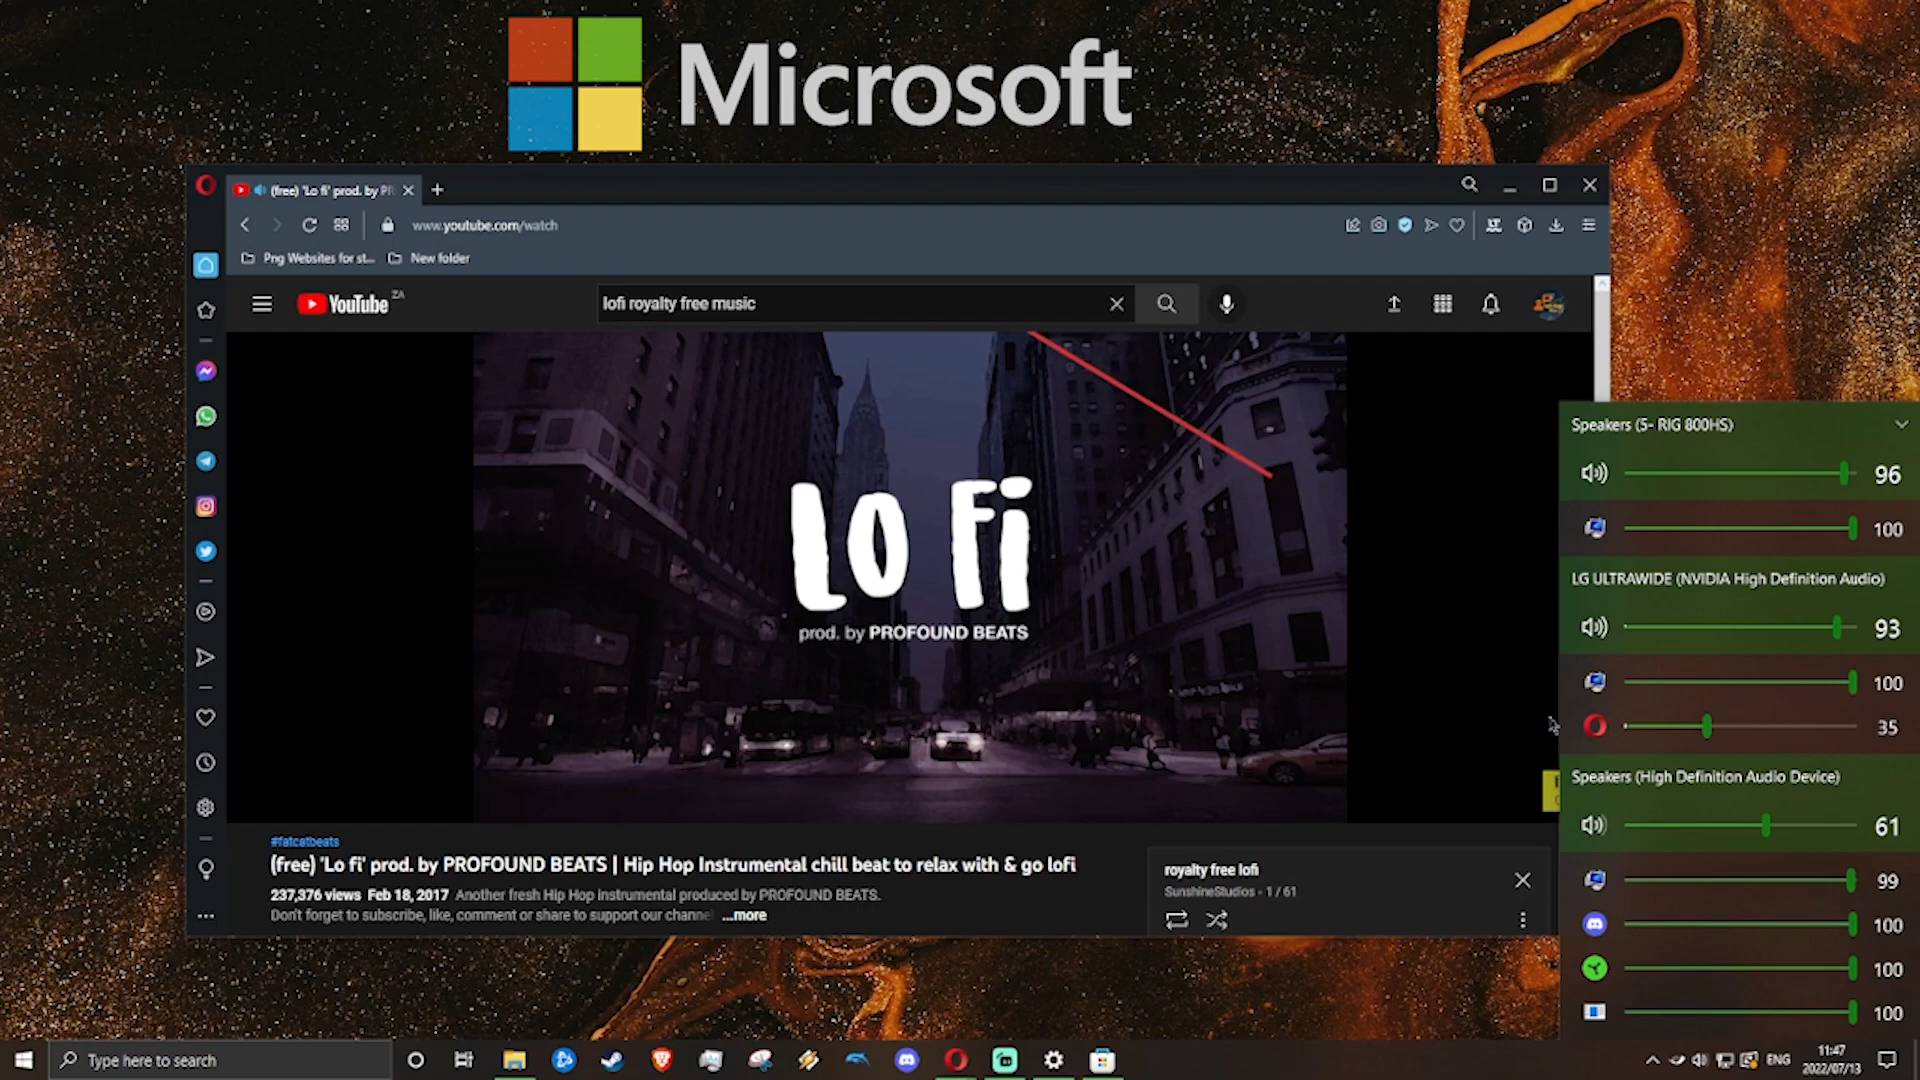 Microsoft
(free) 'Lo fi' prod. by PR
www.youtube.com/watch
Png Websites for st...
New folder
YouTube ZA
lofi royalty free music
Lo Fi
prod. by PROFOUND BEATS
#fatcatbeats
(free) 'Lo fi' prod. by PROFOUND BEATS | Hip Hop Instrumental chill beat to relax with & go lofi
237,376 views Feb 18, 2017 Another fresh Hip Hop instrumental produced by PROFOUND BEATS.
Don't forget to subscribe, like, comment or share to support our channel ...more
royalty free lofi
SunshineStudios - 1 / 61
Speakers (5- RIG 800HS)
96
100
LG ULTRAWIDE (NVIDIA High Definition Audio)
93
100
35
Speakers (High Definition Audio Device)
61
99
100
100
100
Type here to search
ENG
11:47
2022/07/13